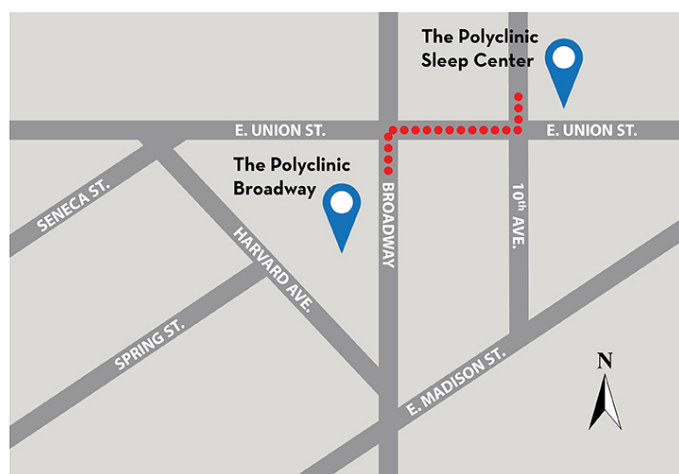 The Polyclinic
Sleep Center
E. UNION ST.
E. UNION ST.
The Polyclinic
Broadway
SENECA ST.
HARVARD AVE.
BROADWAY
10th AVE.
SPRING ST.
E. MADISON ST.
N